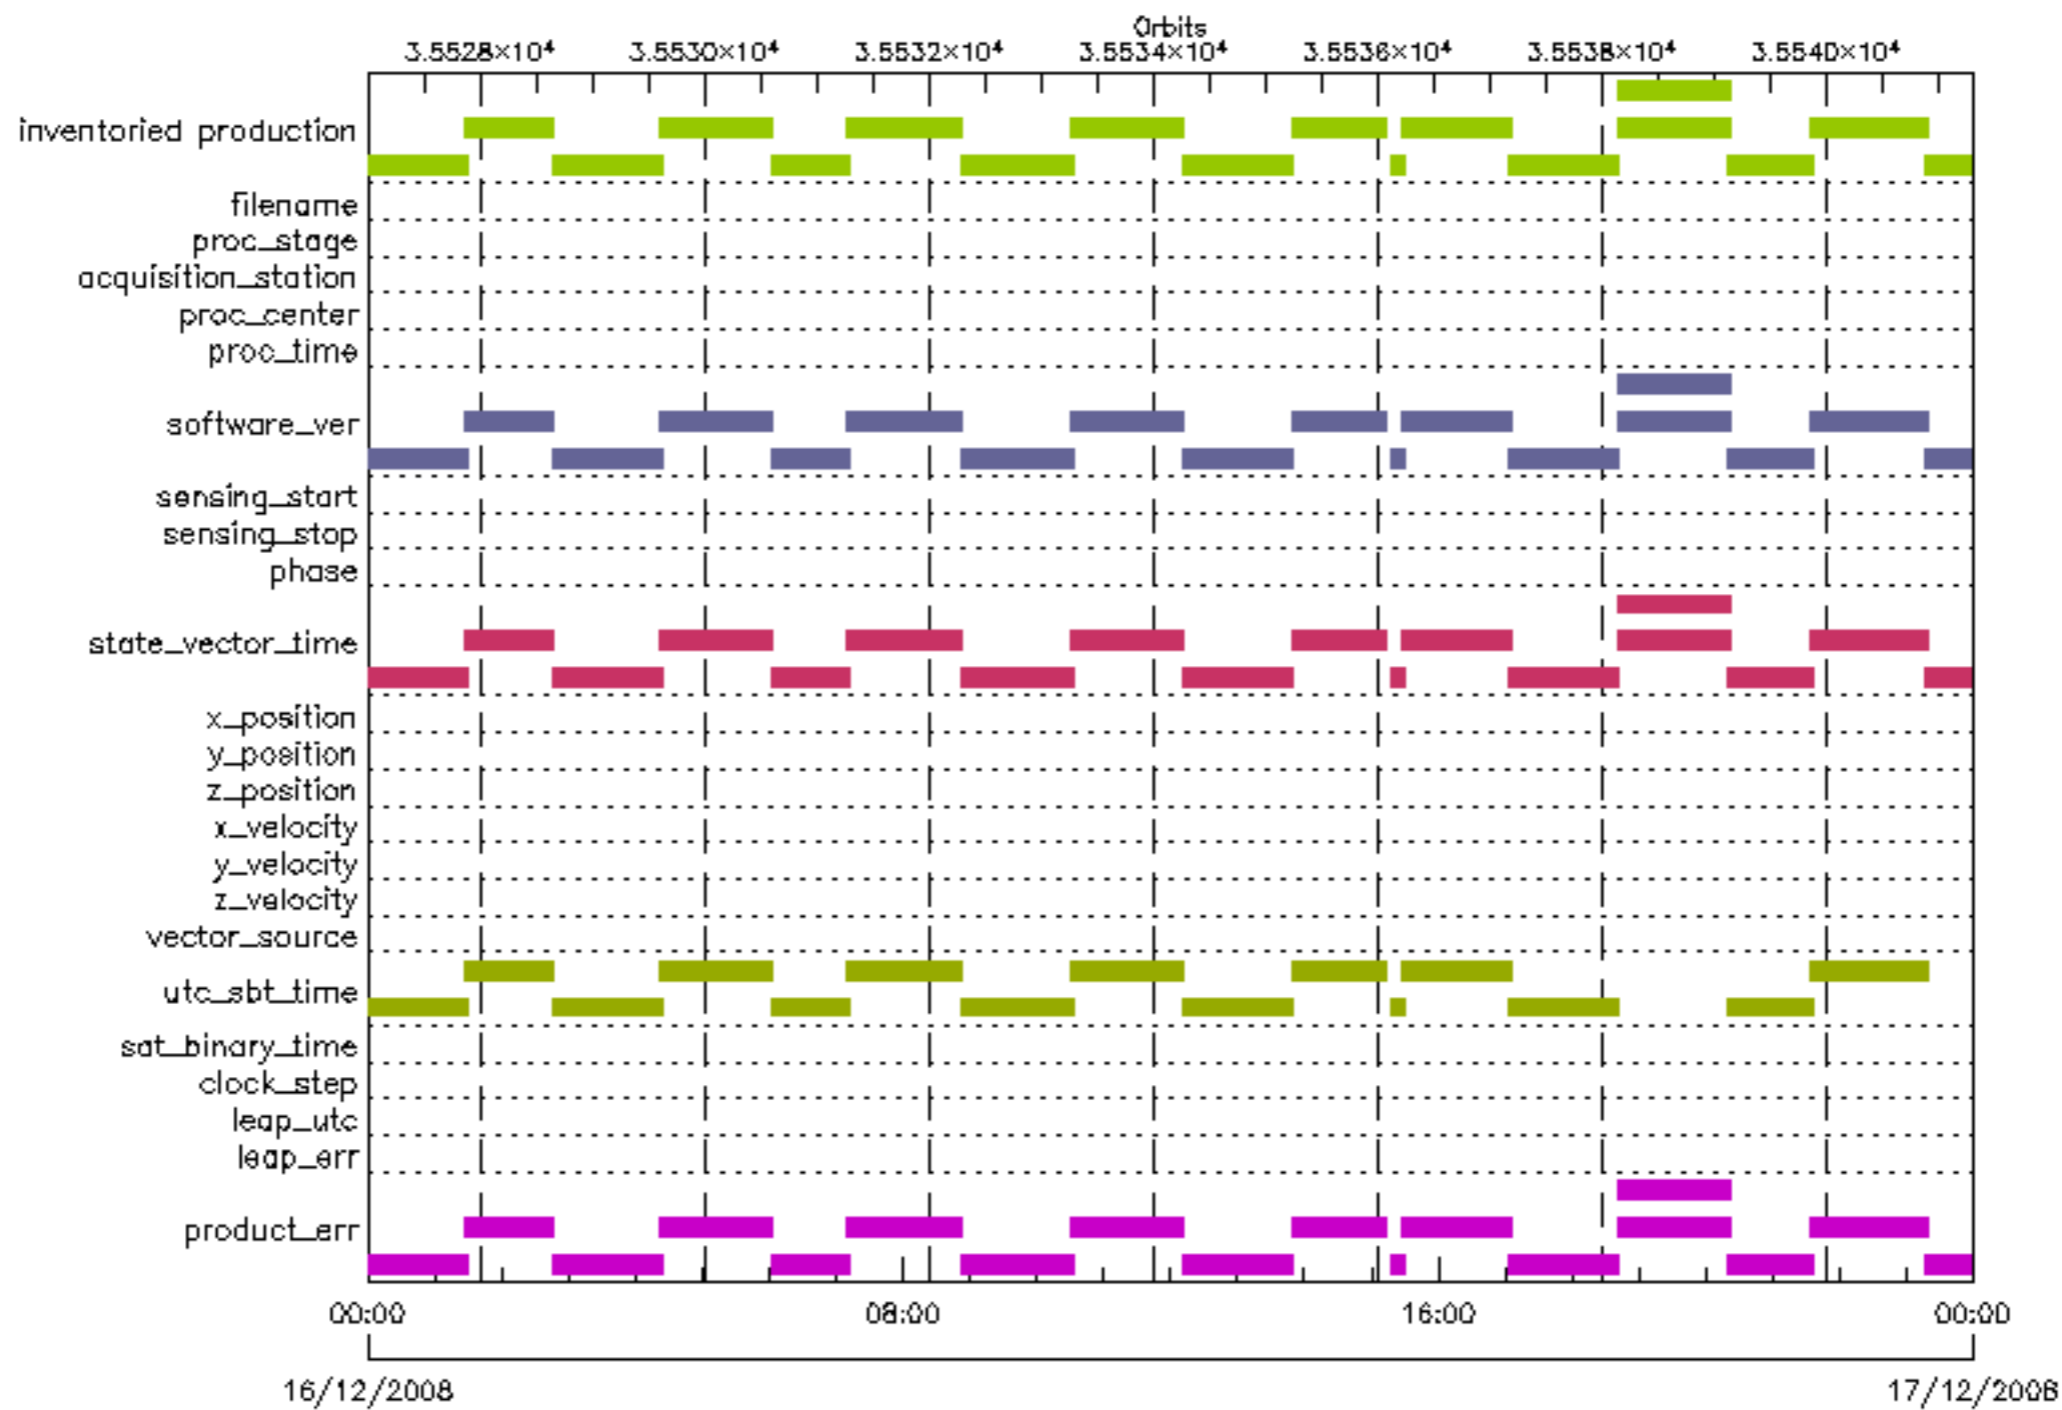 Orbits
3.5528×10⁴ 3.5530×10⁴ 3.5532×10⁴ 3.5534×10⁴ 3.5536×10⁴ 3.5538×10⁴ 3.5540×10⁴
inventoried production
filename
proc_stage
acquisition_station
proc_center
proc_time
software_ver
sensing_start
sensing_stop
phase
state_vector_time
x_position
y_position
z_position
x_velocity
y_velocity
z_velocity
vector_source
utc_sbt_time
sat_binary_time
clock_step
leap_utc
leap_err
product_err
00:00 08:00 16:00 00:00
16/12/2008 17/12/2008